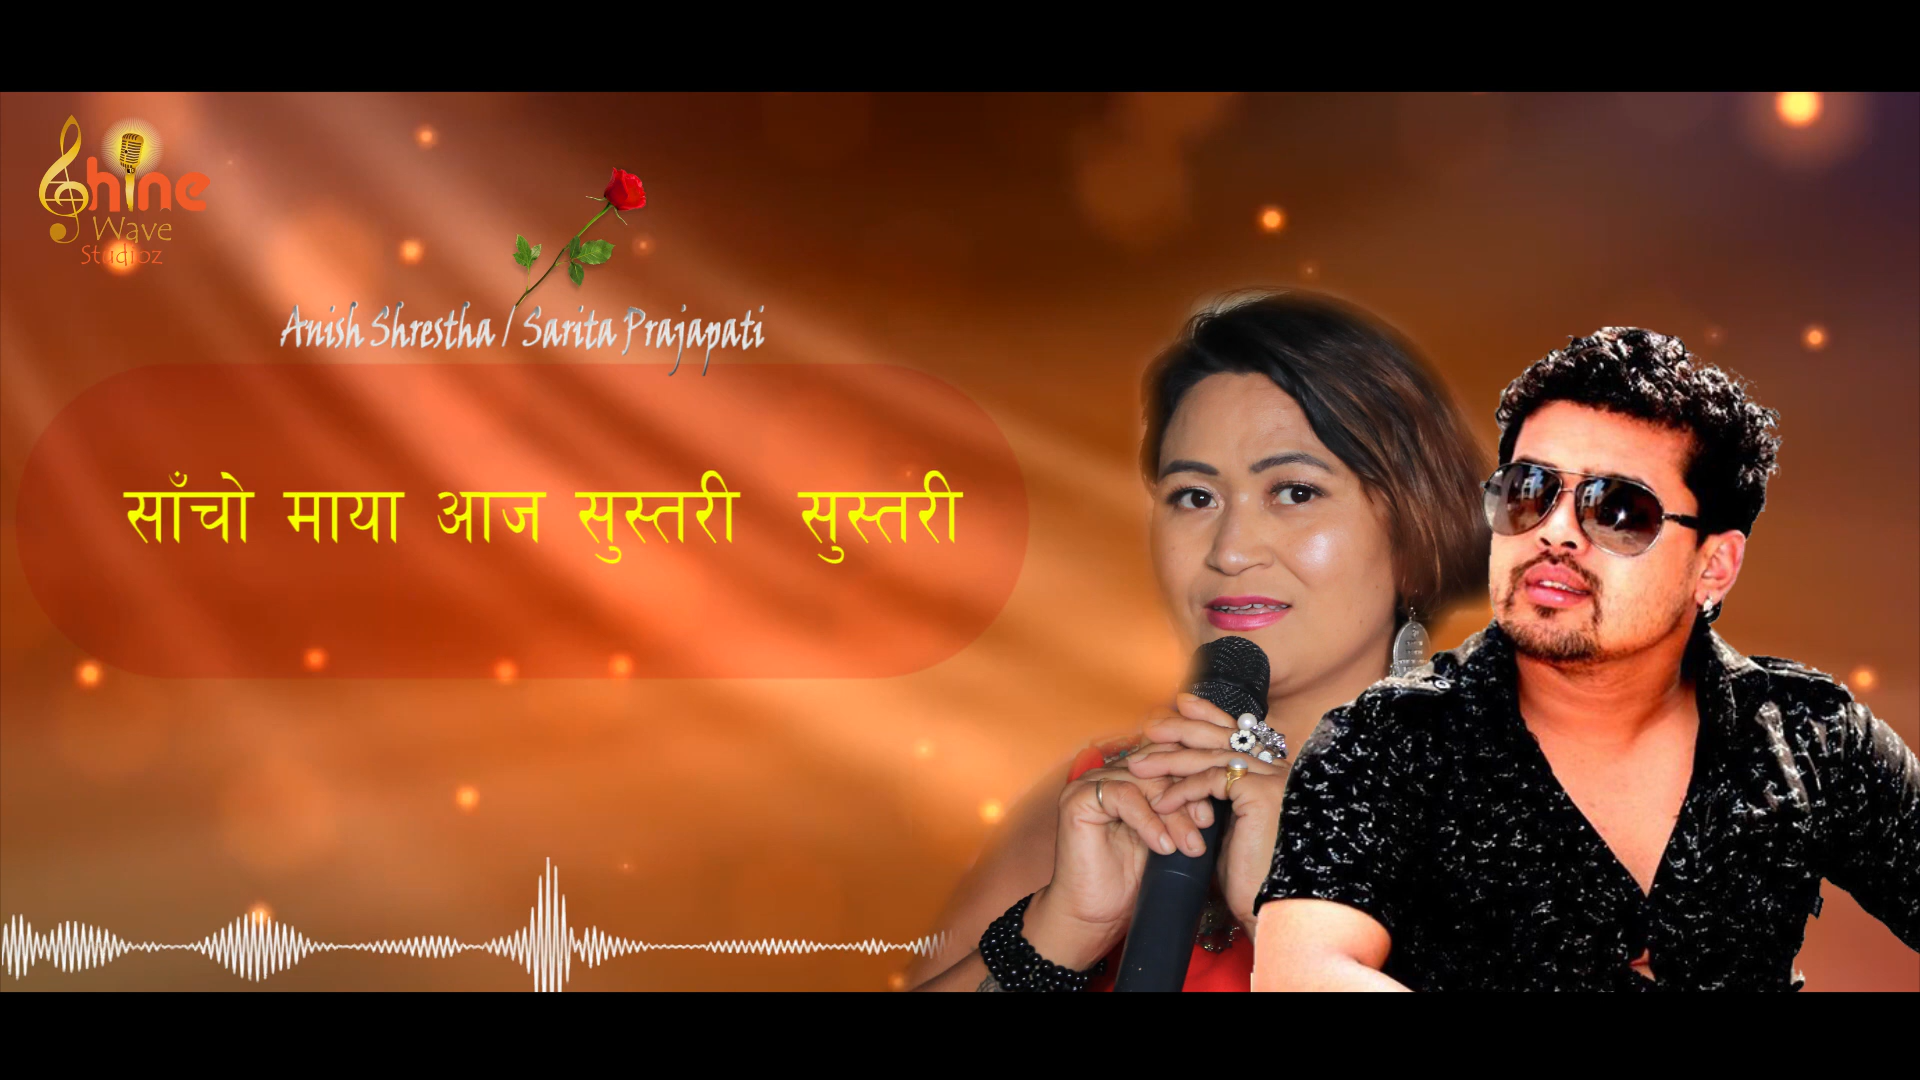 Shine
Wave
Studioz
Anish Shrestha / Sarita Prajapati
साँचो माया आज सुस्तरी सुस्तरी